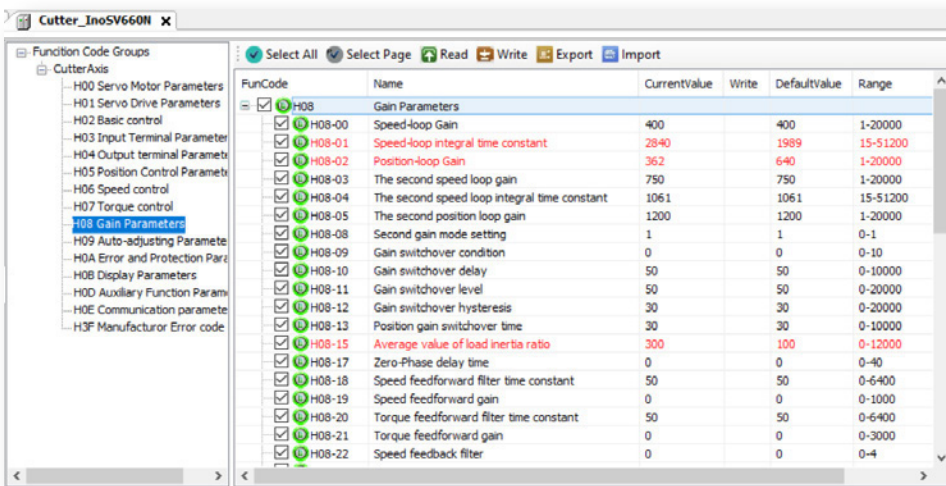 Cutter_InoSV660N X
Funcition Code Groups
CutterAxis
H00 Servo Motor Parameters
H01 Servo Drive Parameters
H02 Basic control
H03 Input Terminal Parameter
H04 Output terminal Paramet
H05 Position Control Paramet
H06 Speed control
H07 Torque control
H08 Gain Parameters
H09 Auto-adjusting Paramete
H0A Error and Protection Para
H0B Display Parameters
H0D Auxiliary Function Param
H0E Communication paramete
H3F Manufacturor Error code
Select All Select Page Read Write Export Import
FunCode Name CurrentValue Write DefaultValue Range
H08 Gain Parameters
H08-00 Speed-loop Gain 400 400 1-20000
H08-01 Speed-loop integral time constant 2840 1989 15-51200
H08-02 Position-loop Gain 362 640 1-20000
H08-03 The second speed loop gain 750 750 1-20000
H08-04 The second speed loop integral time constant 1061 1061 15-51200
H08-05 The second position loop gain 1200 1200 1-20000
H08-08 Second gain mode setting 1 1 0-1
H08-09 Gain switchover condition 0 0 0-10
H08-10 Gain switchover delay 50 50 0-10000
H08-11 Gain switchover level 50 50 0-20000
H08-12 Gain switchover hysteresis 30 30 0-20000
H08-13 Position gain switchover time 30 30 0-10000
H08-15 Average value of load inertia ratio 300 100 0-12000
H08-17 Zero-Phase delay time 0 0 0-40
H08-18 Speed feedforward filter time constant 50 50 0-6400
H08-19 Speed feedforward gain 0 0 0-1000
H08-20 Torque feedforward filter time constant 50 50 0-6400
H08-21 Torque feedforward gain 0 0 0-3000
H08-22 Speed feedback filter 0 0 0-4